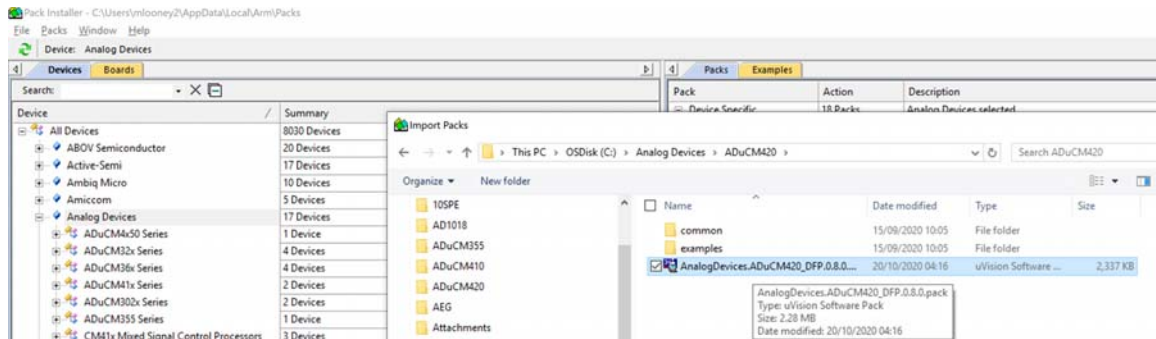 Pack Installer - C:\Users\mlooney2\AppData\Local\Arm\Packs
File Packs Window Help
Device: Analog Devices
Devices Boards
Packs Examples
Search:
Pack Action Description
Device Summary
Device Specific 18 Packs Analog Devices selected
All Devices 8030 Devices
ABOV Semiconductor 20 Devices
Active-Semi 17 Devices
Ambiq Micro 10 Devices
Amiccom 5 Devices
Analog Devices 17 Devices
ADuCM4x50 Series 1 Device
ADuCM32x Series 4 Devices
ADuCM36x Series 4 Devices
ADuCM41x Series 2 Devices
ADuCM302x Series 2 Devices
ADuCM355 Series 1 Device
CM41x Mixed Signal Control Processors 3 Devices
Import Packs
This PC > OSDisk (C:) > Analog Devices > ADuCM420 >
Search ADuCM420
Organize New folder
10SPE
AD1018
ADuCM355
ADuCM410
ADuCM420
AEG
Attachments
Name Date modified Type Size
common 15/09/2020 10:05 File folder
examples 15/09/2020 10:05 File folder
AnalogDevices.ADuCM420_DFP.0.8.0.... 20/10/2020 04:16 uVision Software ... 2,337 KB
AnalogDevices.ADuCM420_DFP.0.8.0.pack
Type: uVision Software Pack
Size: 2.28 MB
Date modified: 20/10/2020 04:16